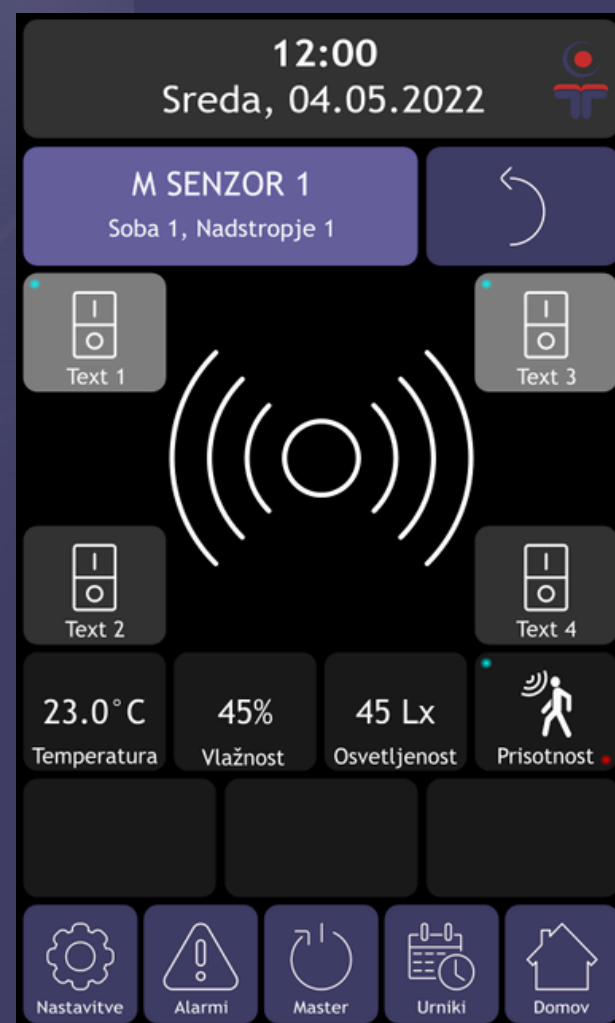 12:00
Sreda, 04.05.2022
M SENZOR 1
Soba 1, Nadstropje 1
Text 1
Text 3
Text 2
Text 4
23.0°C
Temperatura
45%
Vlažnost
45 Lx
Osvetljenost
Prisotnost
Nastavitve
Alarmi
Master
Urniki
Domov